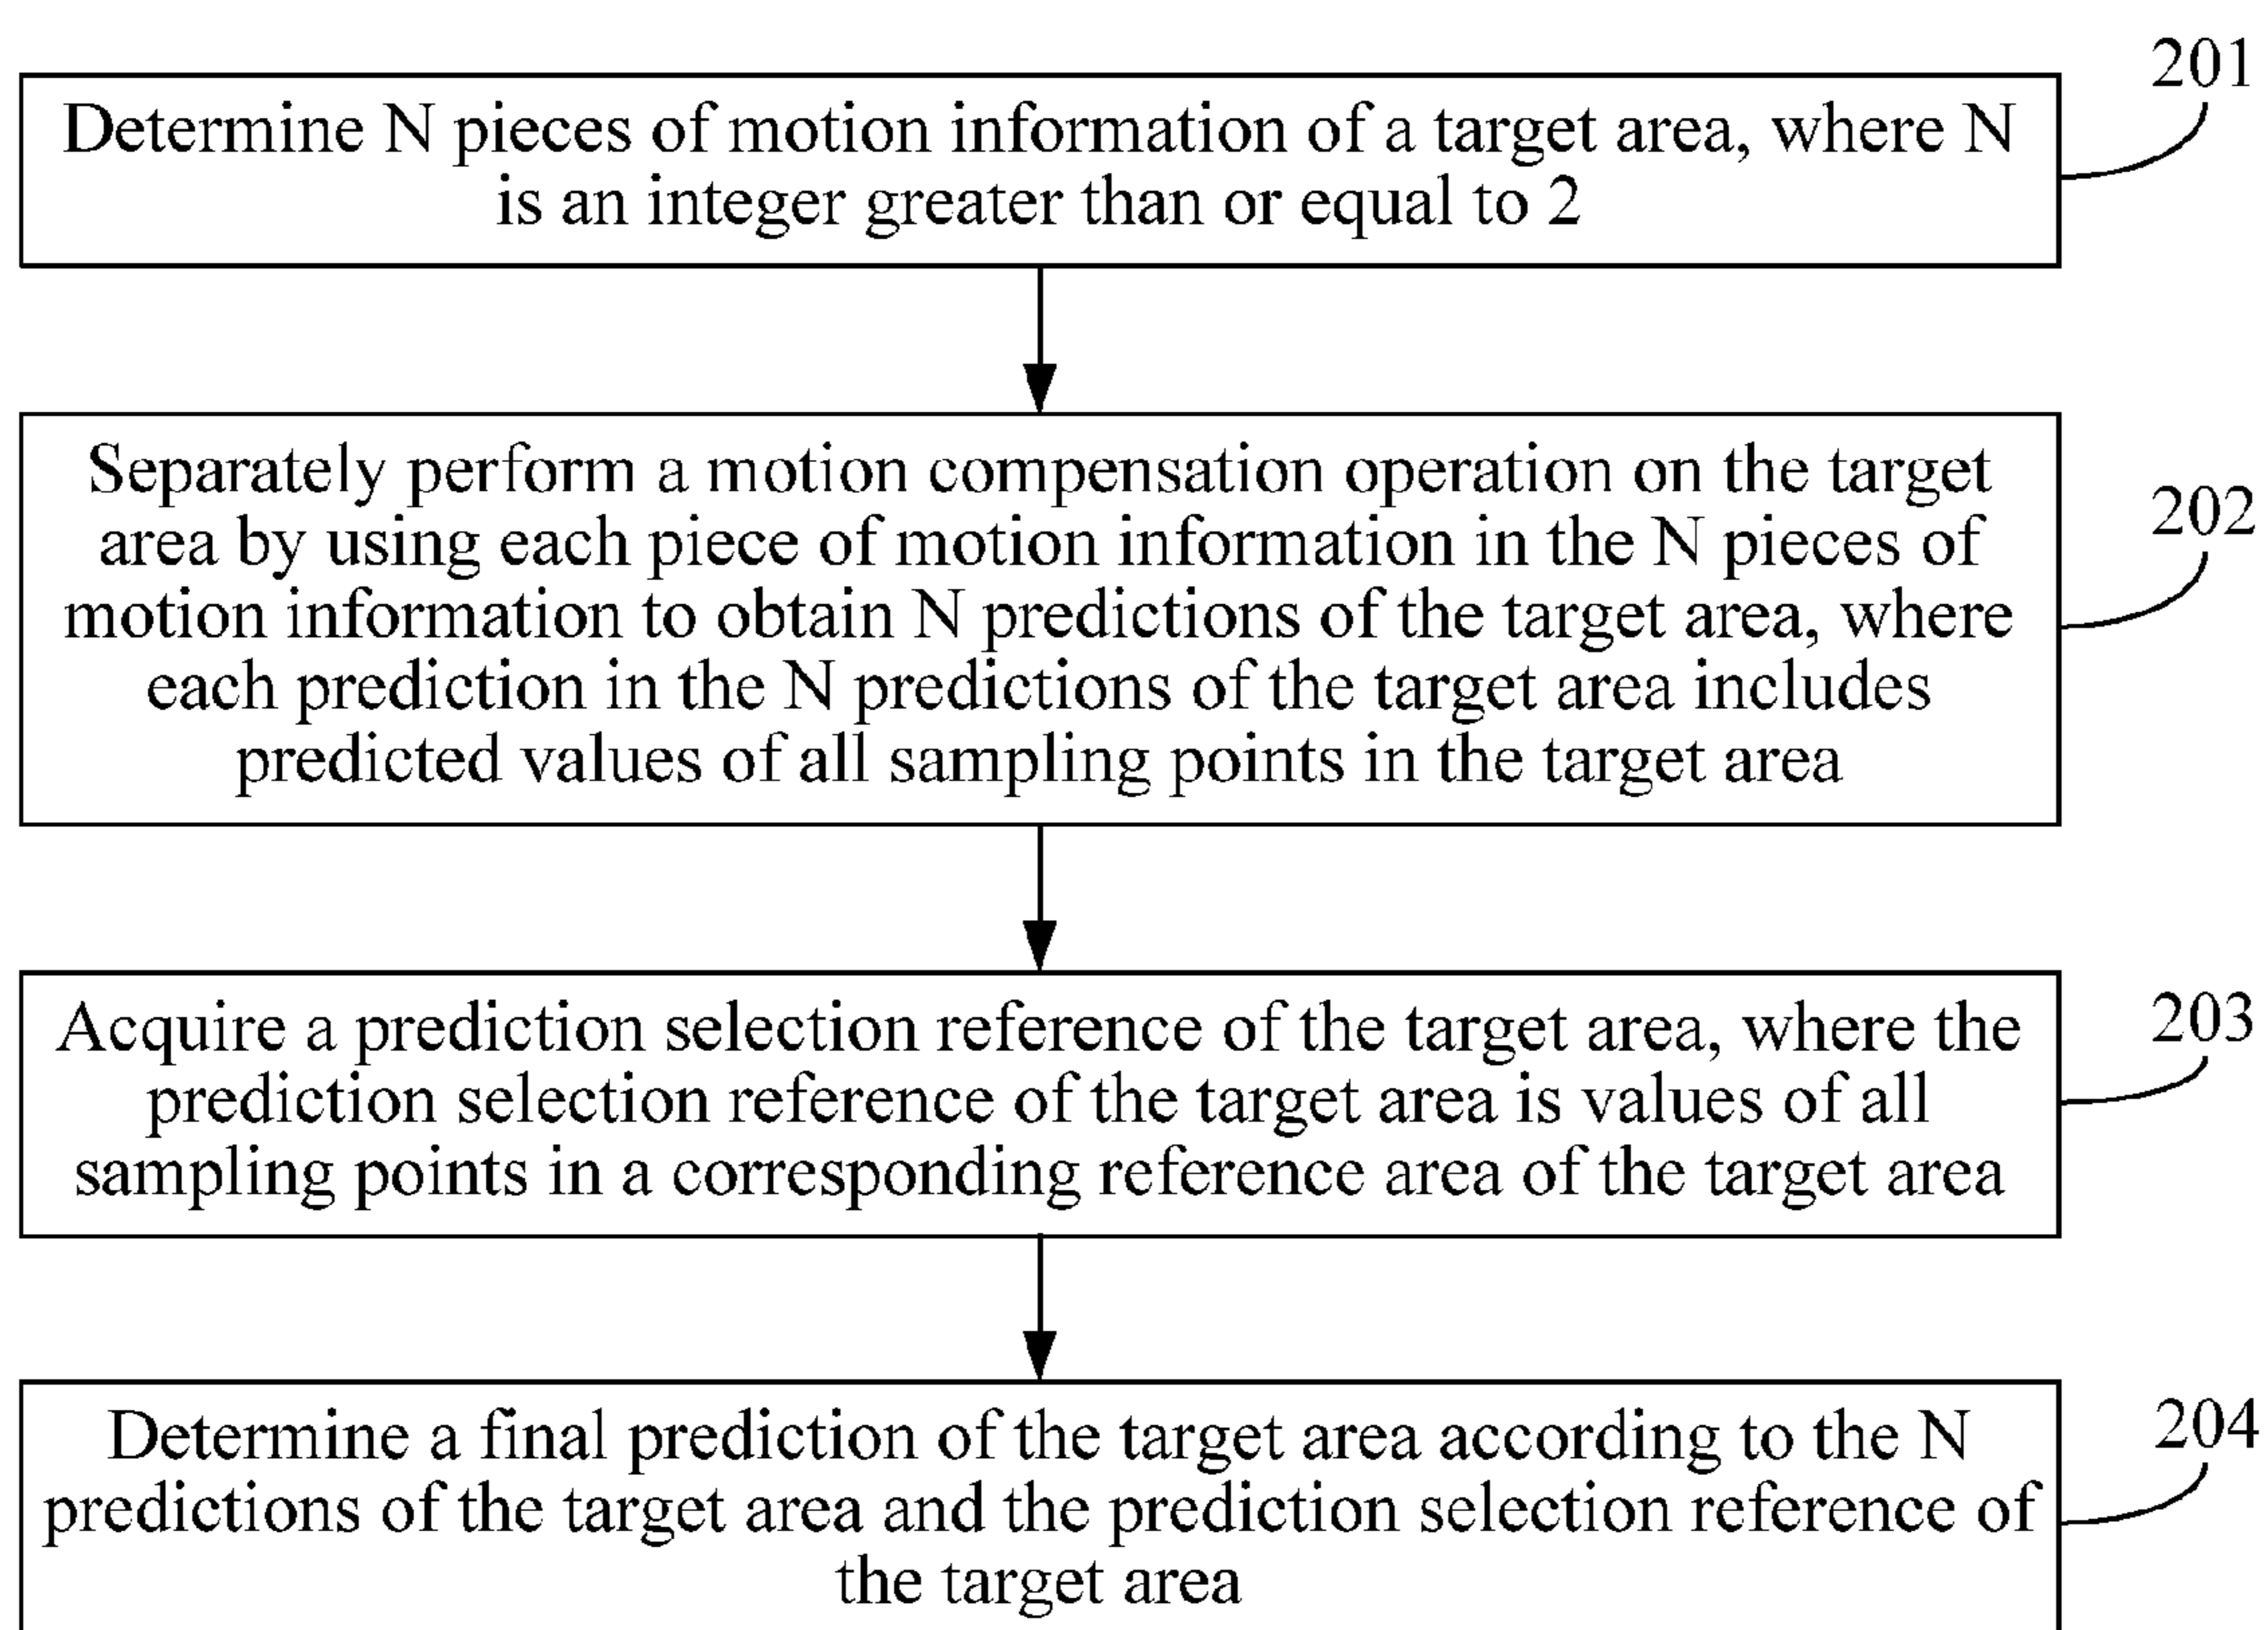 201
Determine N pieces of motion information of a target area, where N
is an integer greater than or equal to 2
Separately perform a motion compensation operation on the target
area by using each piece of motion information in the N pieces of
motion information to obtain N predictions of the target area, where
each prediction in the N predictions of the target area includes
predicted values of all sampling points in the target area
202
Acquire a prediction selection reference of the target area, where the
prediction selection reference of the target area is values of all
sampling points in a corresponding reference area of the target area
203
Determine a final prediction of the target area according to the N
predictions of the target area and the prediction selection reference of
the target area
204